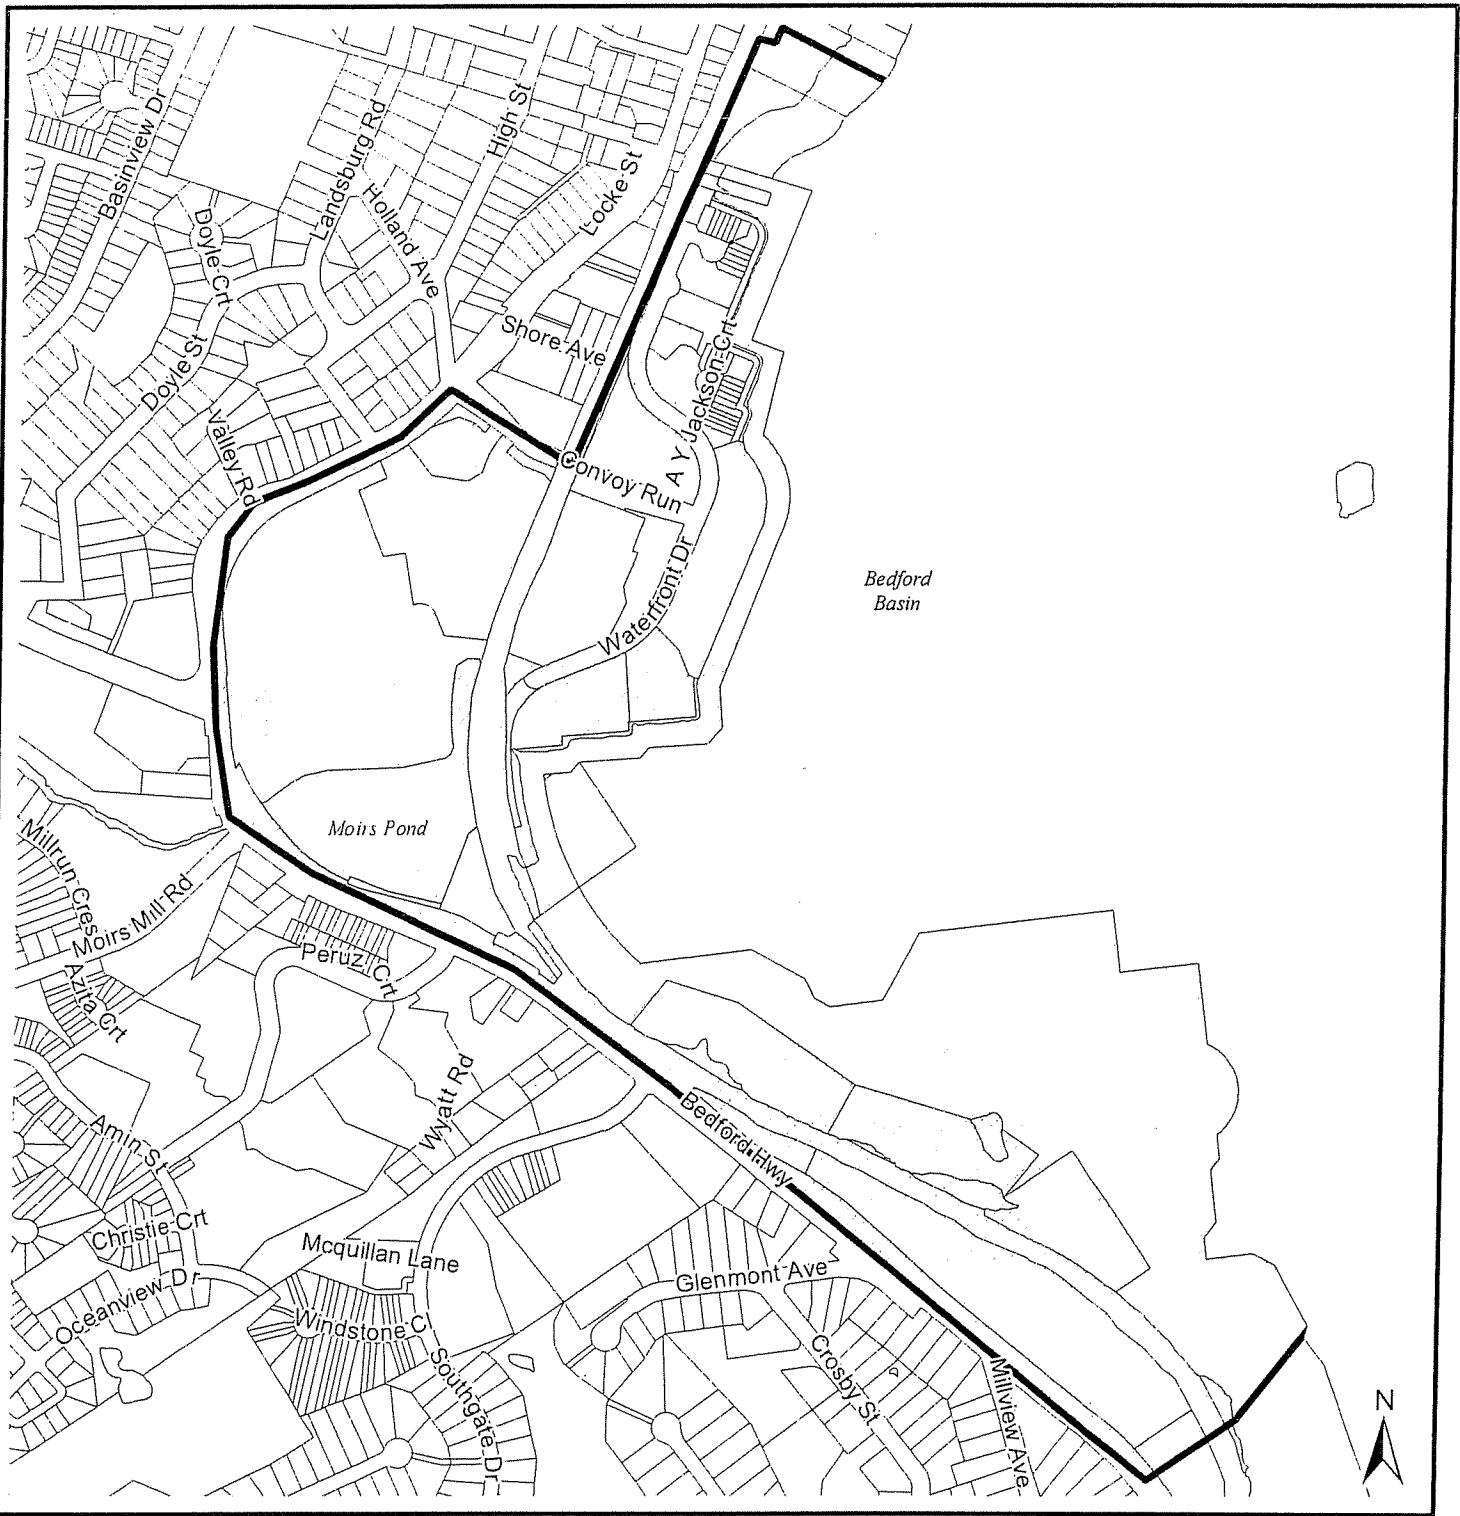 Basinview Dr
Landsburg Rd
High St
Locke St
Doyle Crt
Holland Ave
Shore Ave
Doyle St
A Y Jackson Crt
Valley Rd
Convoy Run
Waterfront Dr
Bedford
Basin
Moirs Pond
Millrun Cres
Moirs Mill Rd
Peruz Crt
Azita Crt
Wyatt Rd
Bedford Hwy
Amin St
Christie Crt
Mcquillan Lane
Glenmont Ave
Oceanview Dr
Windstone Cl
Southgate Dr
Crosby St
Millview Ave
N